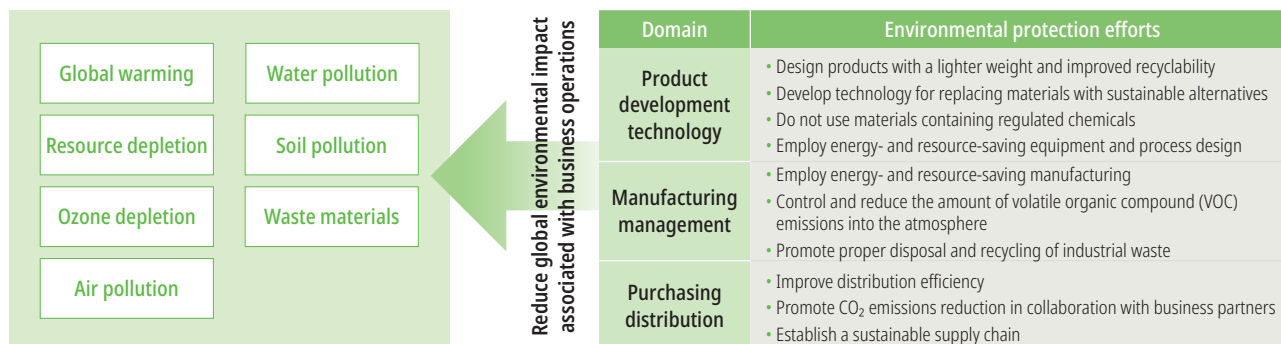 Global warming
Water pollution
Resource depletion
Soil pollution
Ozone depletion
Waste materials
Air pollution
Reduce global environmental impact
associated with business operations
Domain
Environmental protection efforts
Product
development
technology
• Design products with a lighter weight and improved recyclability
• Develop technology for replacing materials with sustainable alternatives
• Do not use materials containing regulated chemicals
• Employ energy- and resource-saving equipment and process design
Manufacturing
management
• Employ energy- and resource-saving manufacturing
• Control and reduce the amount of volatile organic compound (VOC)
emissions into the atmosphere
• Promote proper disposal and recycling of industrial waste
Purchasing
distribution
• Improve distribution efficiency
• Promote CO₂ emissions reduction in collaboration with business partners
• Establish a sustainable supply chain